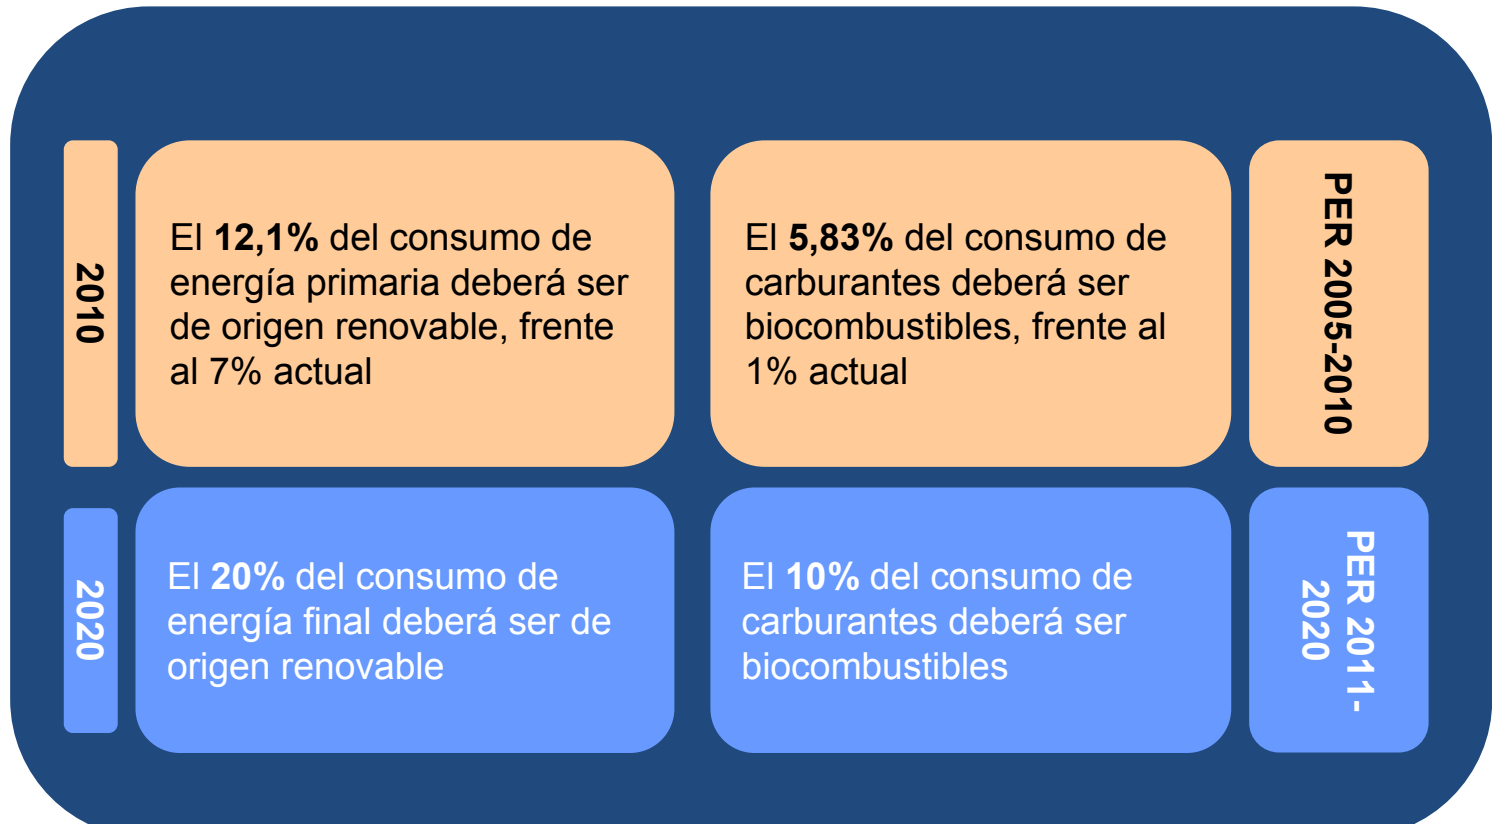 2010
El 12,1% del consumo de
energía primaria deberá ser
de origen renovable, frente
al 7% actual
El 5,83% del consumo de
carburantes deberá ser
biocombustibles, frente al
1% actual
PER 2005-2010
2020
El 20% del consumo de
energía final deberá ser de
origen renovable
El 10% del consumo de
carburantes deberá ser
biocombustibles
PER 2011-
2020